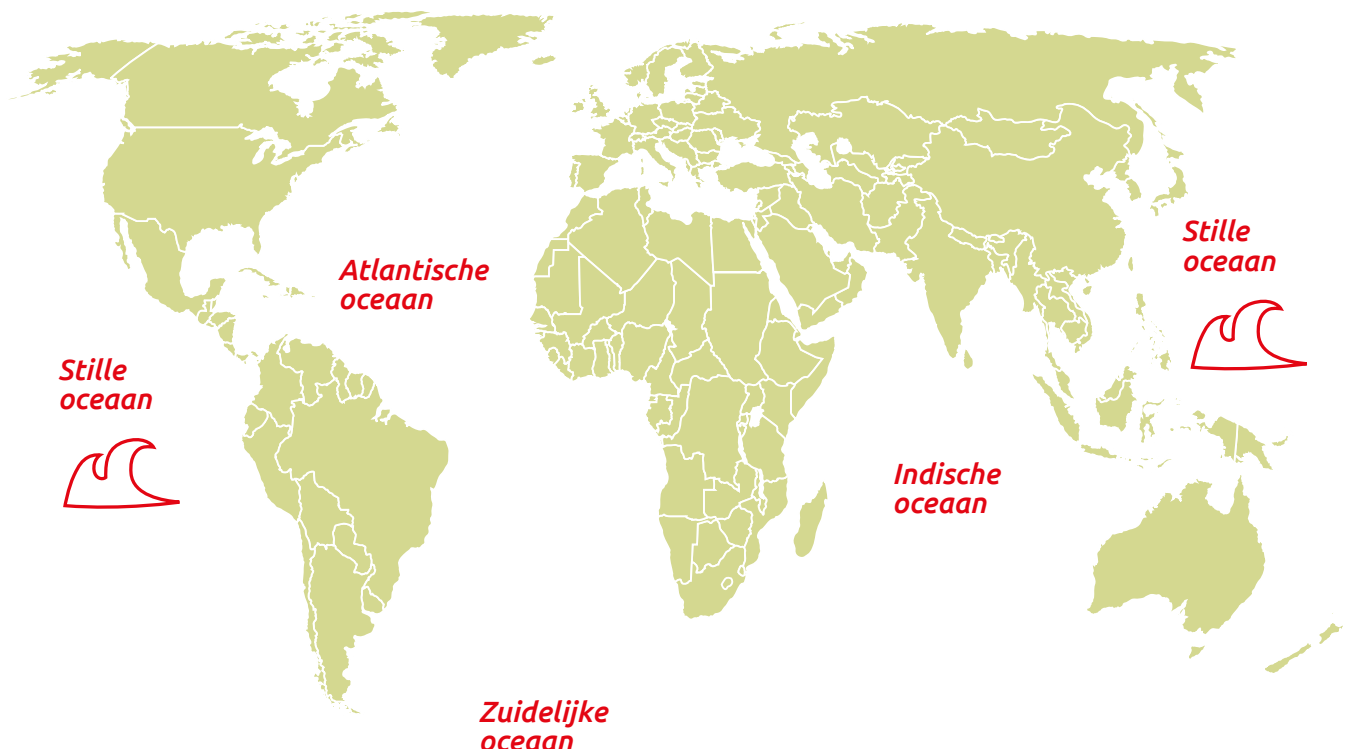 Stille
oceaan
Atlantische
oceaan
Stille
oceaan
Indische
oceaan
Zuidelijke
oceaan